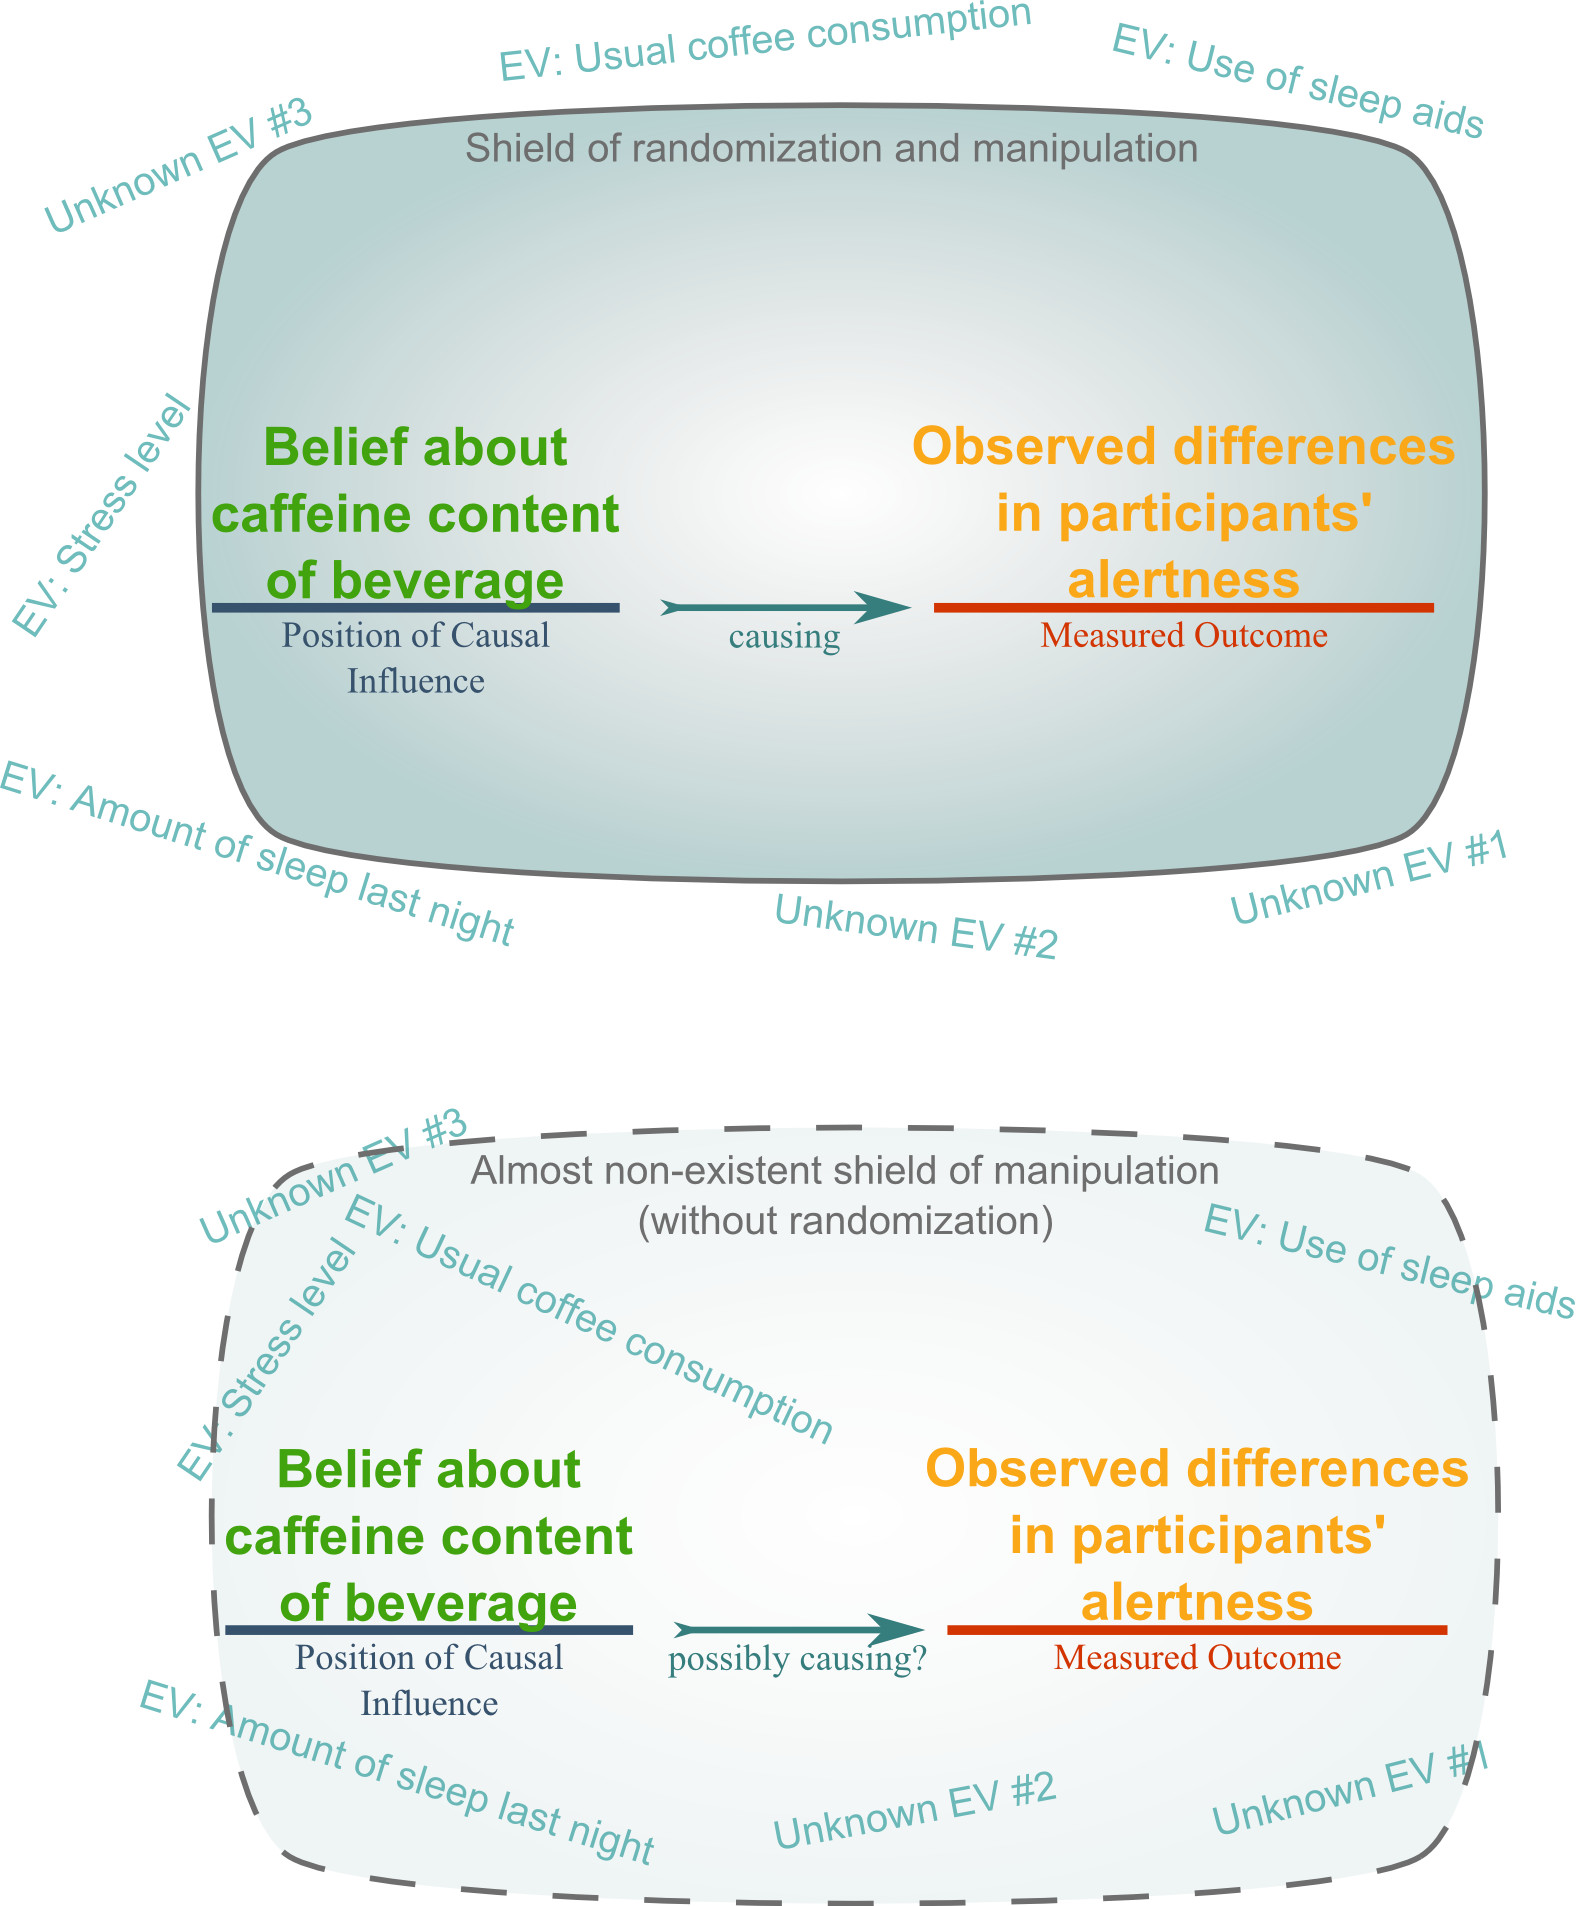 EV: Usual coffee consumption
EV: Use of sleep aids
Unknown EV #3
Shield of randomization and manipulation
EV: Stress level
Belief about
caffeine content
of beverage
Position of Causal
Influence
causing
Observed differences
in participants'
alertness
Measured Outcome
EV: Amount of sleep last night
Unknown EV #2
Unknown EV #1
Unknown EV #3
Almost non-existent shield of manipulation
(without randomization)
EV: Usual coffee consumption
EV: Use of sleep aids
EV: Stress level
Belief about
caffeine content
of beverage
Position of Causal
Influence
possibly causing?
Observed differences
in participants'
alertness
Measured Outcome
EV: Amount of sleep last night
Unknown EV #2
Unknown EV #1